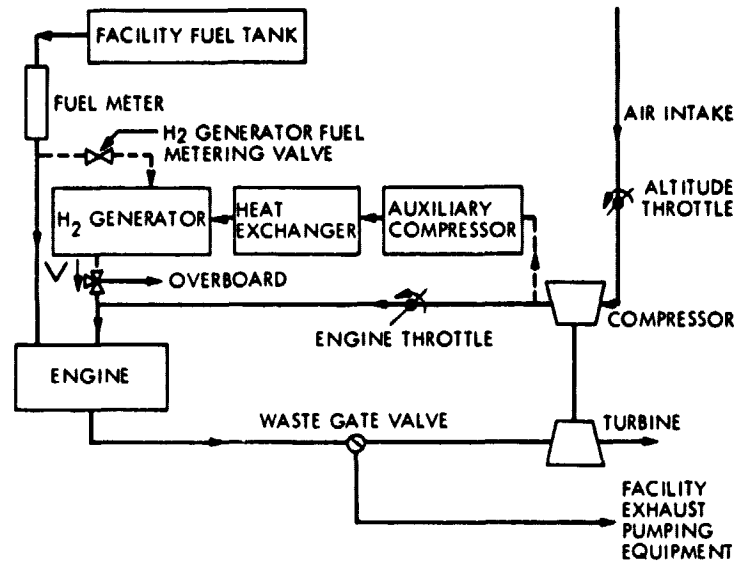 FACILITY FUEL TANK
FUEL METER
AIR INTAKE
H2 GENERATOR FUEL
METERING VALVE
ALTITUDE
THROTTLE
H2 GENERATOR
HEAT
EXCHANGER
AUXILIARY
COMPRESSOR
OVERBOARD
ENGINE THROTTLE
COMPRESSOR
ENGINE
WASTE GATE VALVE
TURBINE
FACILITY
EXHAUST
PUMPING
EQUIPMENT